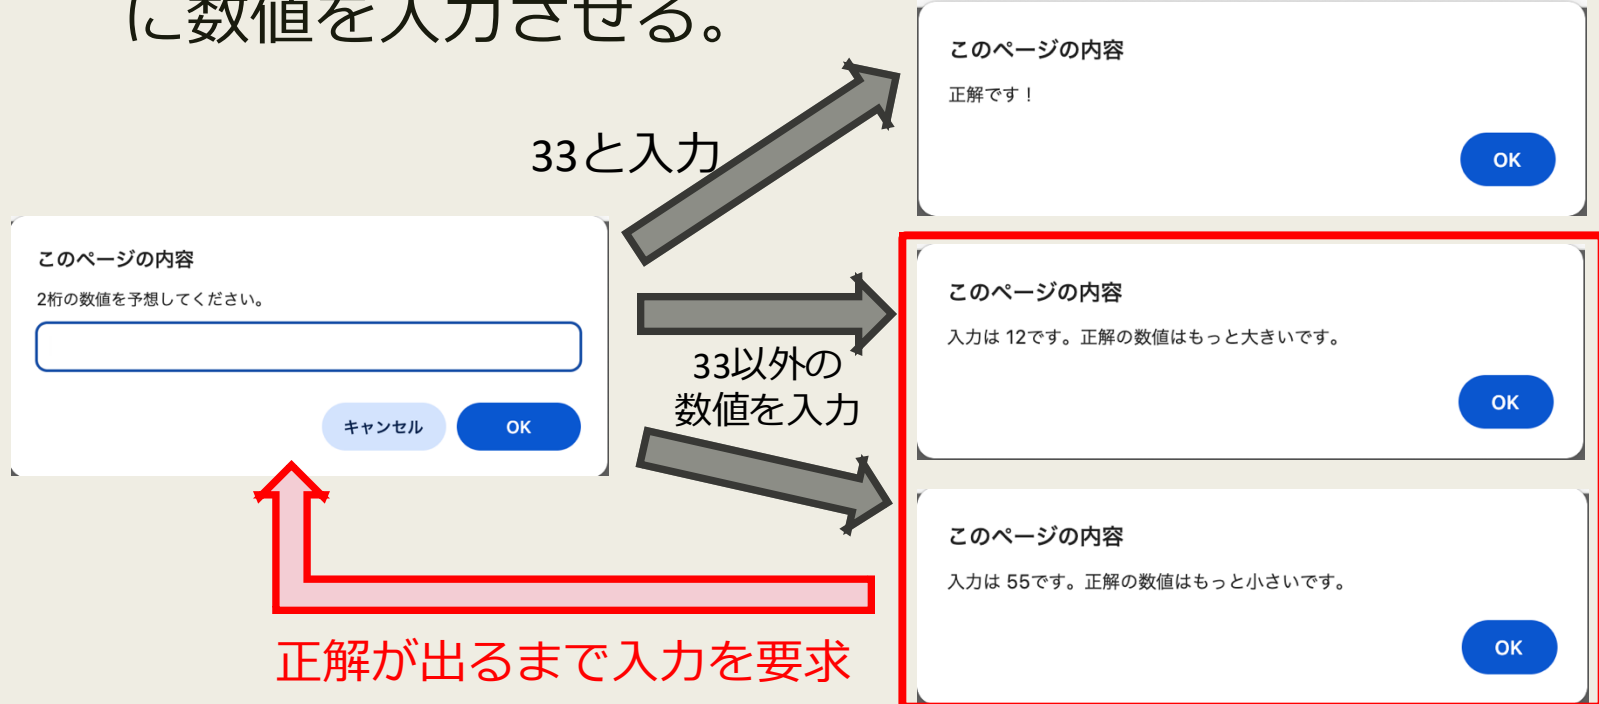 に数値を入力させる。
このページの内容
正解です！
OK
33と入力
このページの内容
2桁の数値を予想してください。
キャンセル
OK
33以外の
数値を入力
このページの内容
入力は 12です。正解の数値はもっと大きいです。
OK
このページの内容
入力は 55です。正解の数値はもっと小さいです。
OK
正解が出るまで入力を要求